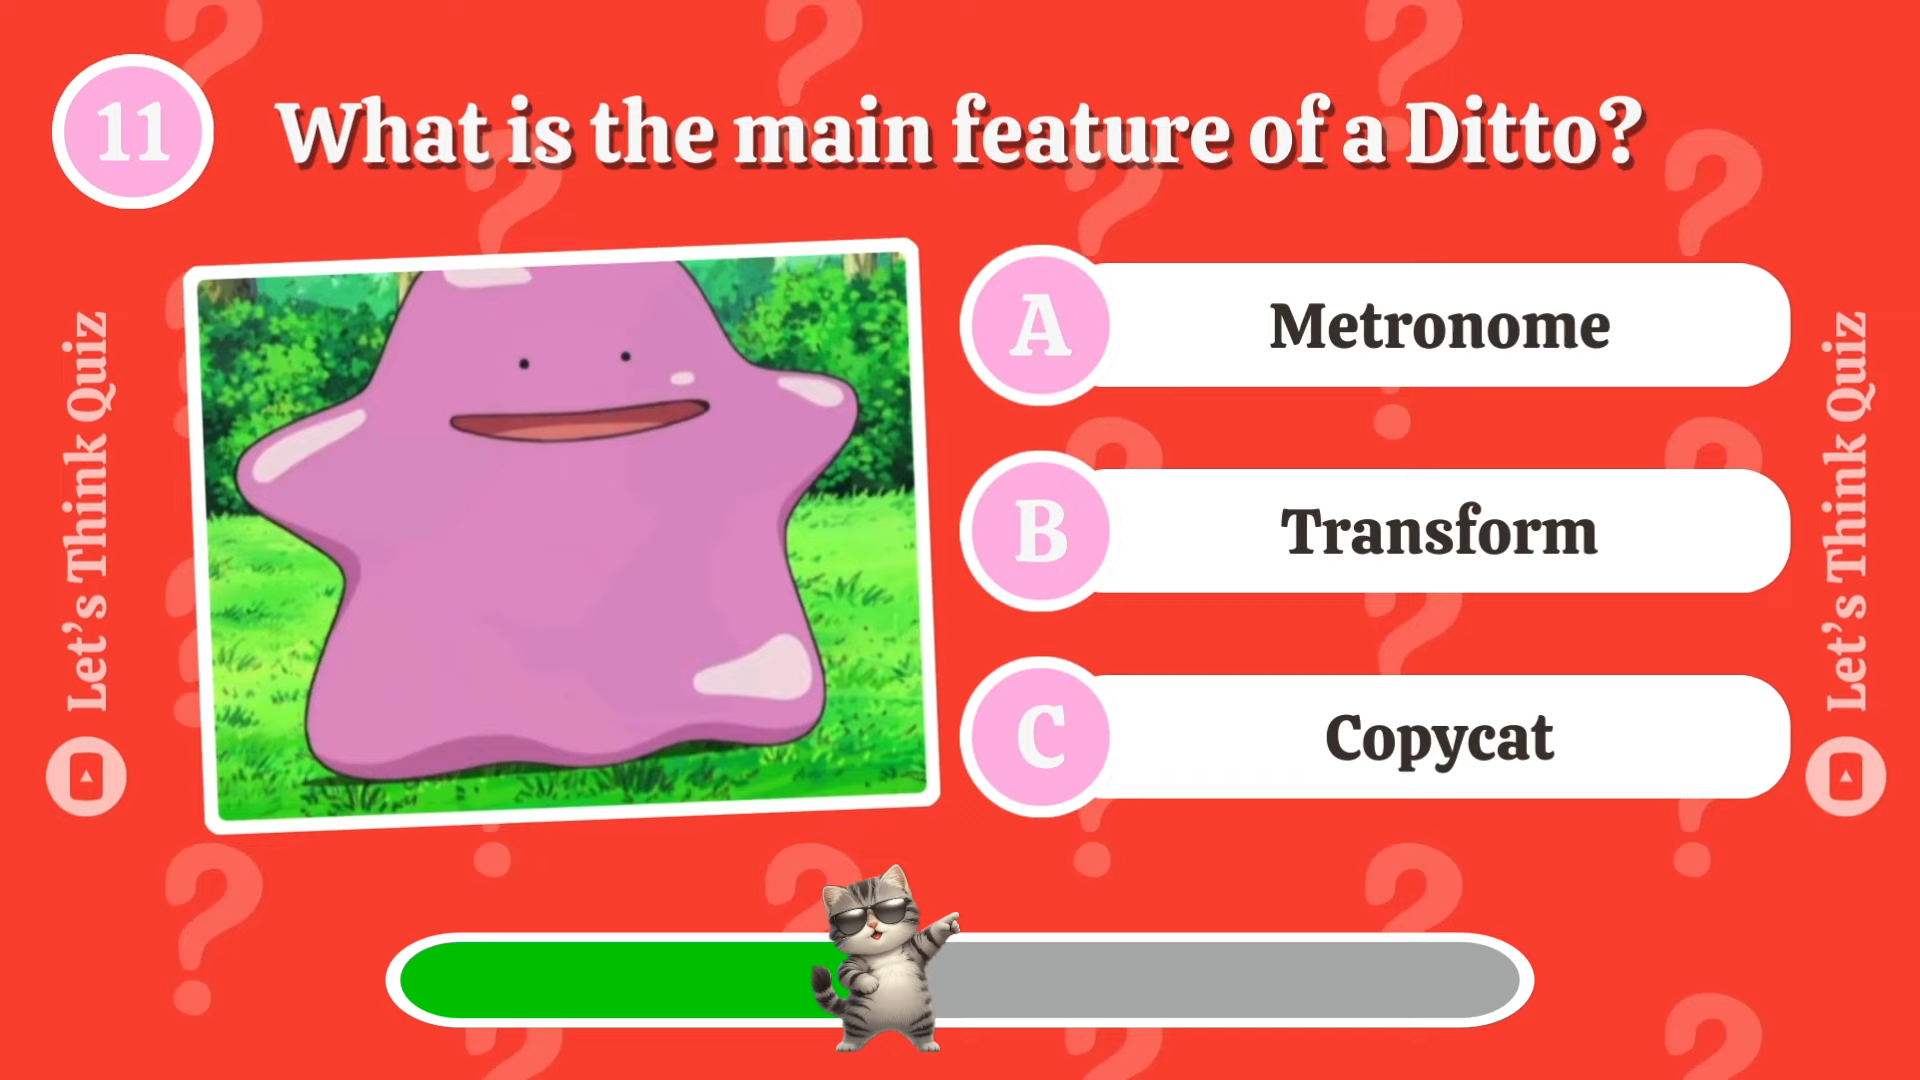 11
What is the main feature of a Ditto?
A
Metronome
B
Transform
C
Copycat
Let's Think Quiz
Let's Think Quiz